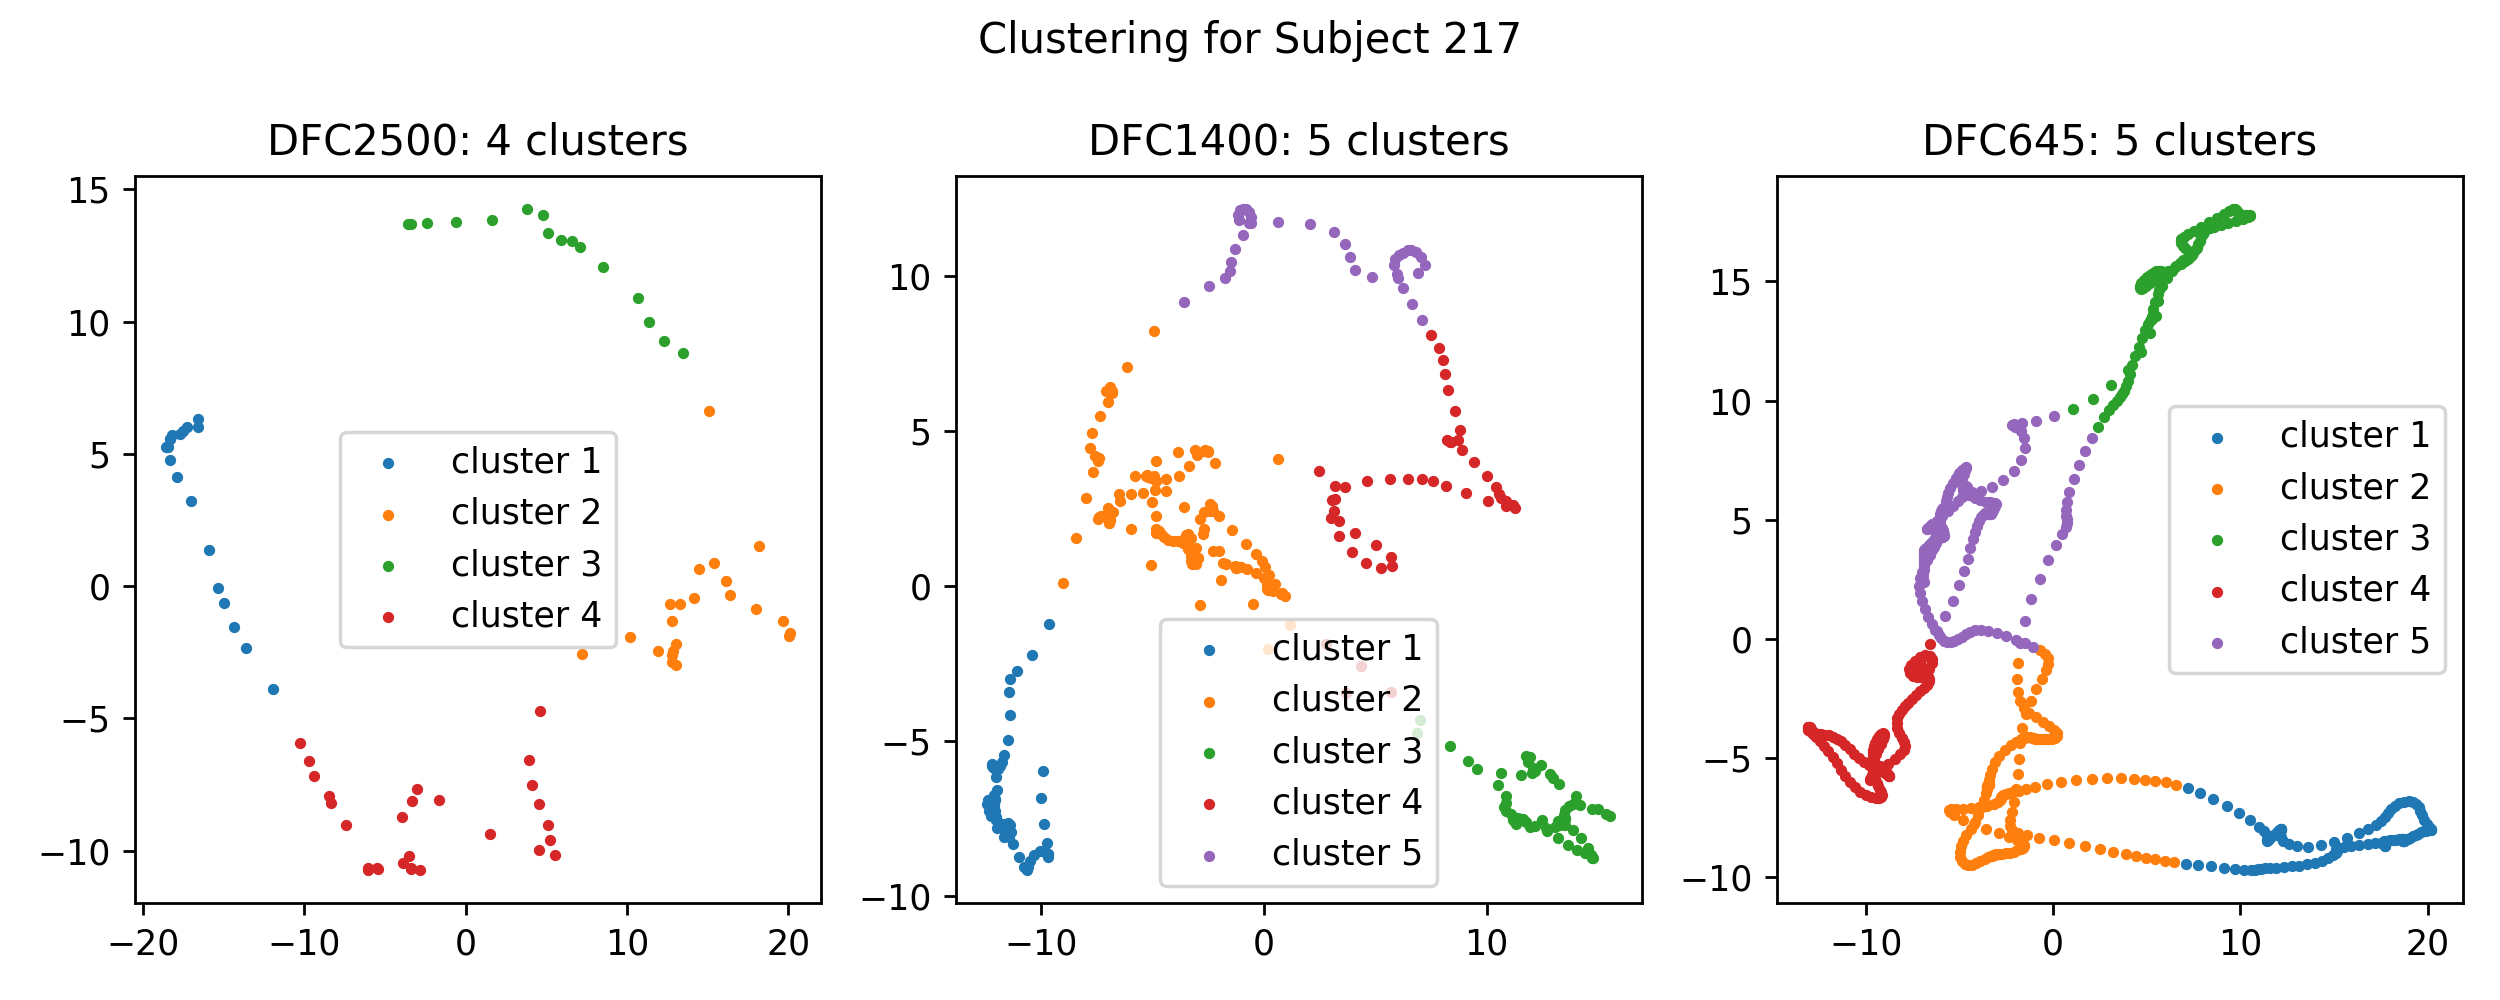 Clustering for Subject 217
DFC2500: 4 clusters
15
10
5
0
−5
−10
−20
−10
0
10
20
cluster 1
cluster 2
cluster 3
cluster 4
DFC1400: 5 clusters
10
5
0
−5
−10
−10
0
10
cluster 1
cluster 2
cluster 3
cluster 4
cluster 5
DFC645: 5 clusters
15
10
5
0
−5
−10
−10
0
10
20
cluster 1
cluster 2
cluster 3
cluster 4
cluster 5